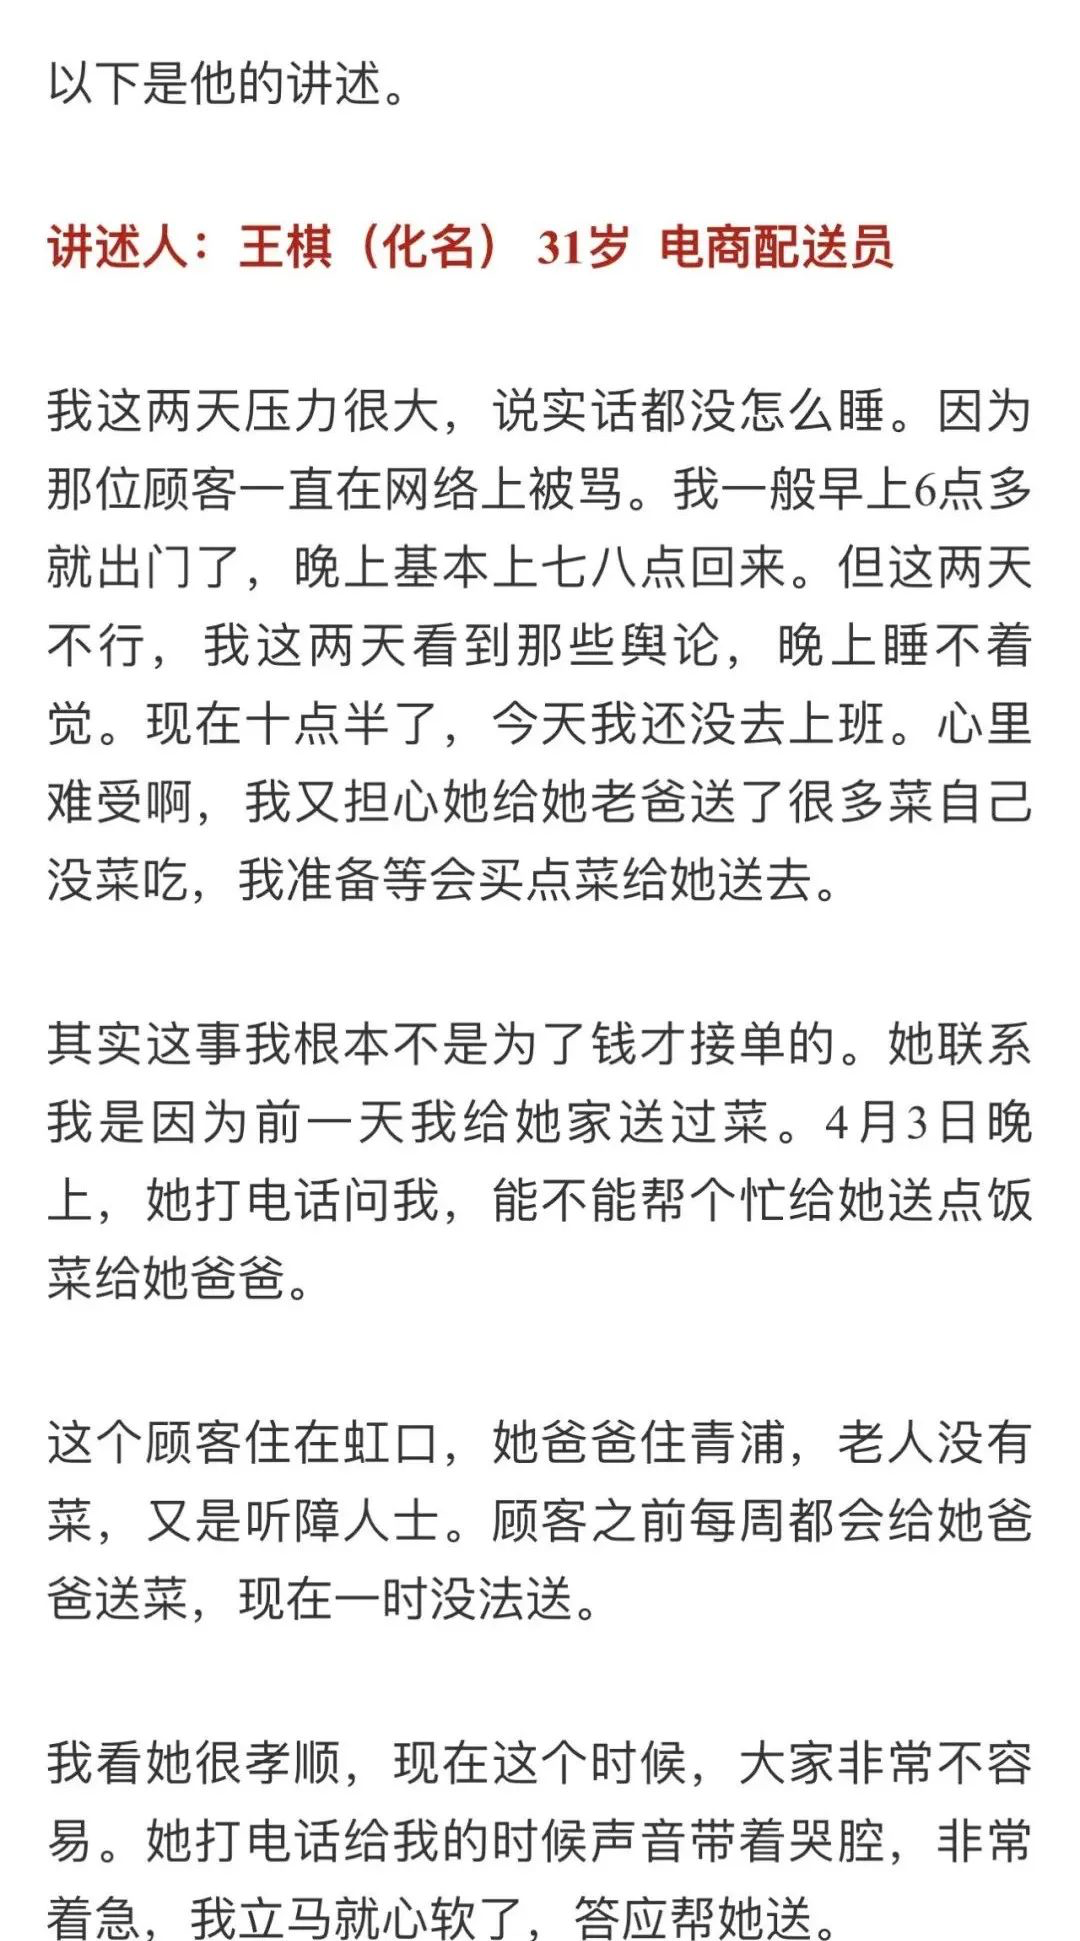 以下是他的讲述。
讲述人：王棋（化名） 31岁 电商配送员
我这两天压力很大，说实话都没怎么睡。因为
那位顾客一直在网络上被骂。我一般早上6点多
就出门了，晚上基本上七八点回来。但这两天
不行，我这两天看到那些舆论，晚上睡不着
觉。现在十点半了，今天我还没去上班。心里
难受啊，我又担心她给她老爸送了很多菜自己
没菜吃，我准备等会买点菜给她送去。
其实这事我根本不是为了钱才接单的。她联系
我是因为前一天我给她家送过菜。4月3日晚
上，她打电话问我，能不能帮个忙给她送点饭
菜给她爸爸。
这个顾客住在虹口，她爸爸住青浦，老人没有
菜，又是听障人士。顾客之前每周都会给她爸
爸送菜，现在一时没法送。
我看她很孝顺，现在这个时候，大家非常不容
易。她打电话给我的时候声音带着哭腔，非常
着急，我立马就心软了，答应帮她送。